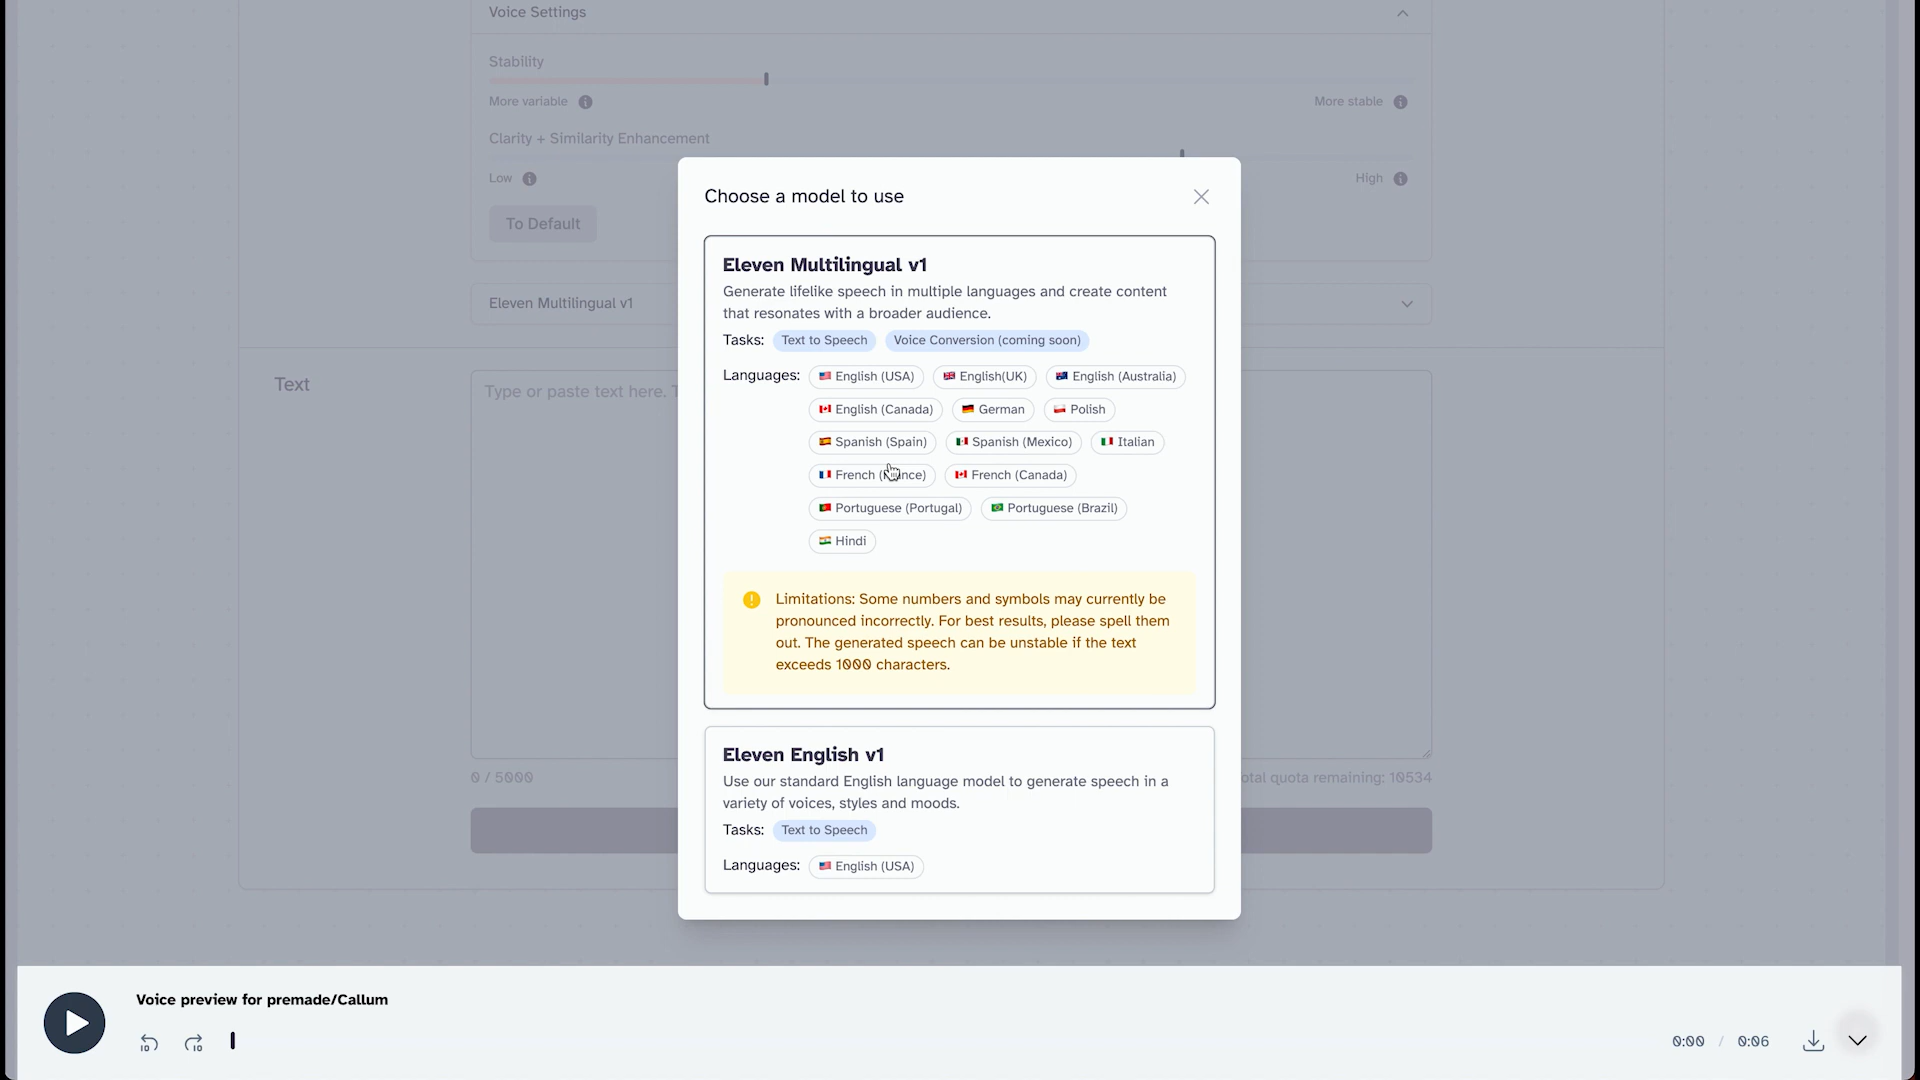 Voice Settings
Stability
More variable
More stable
Clarity + Similarity Enhancement
Low
High
To Default
Eleven Multilingual v1
Text
Type or paste text here. T
0 / 5000
otal quota remaining: 10534
Choose a model to use
Eleven Multilingual v1
Generate lifelike speech in multiple languages and create content
that resonates with a broader audience.
Tasks: Text to Speech Voice Conversion (coming soon)
Languages: English (USA) English(UK) English (Australia)
English (Canada) German Polish
Spanish (Spain) Spanish (Mexico) Italian
French ( nce) French (Canada)
Portuguese (Portugal) Portuguese (Brazil)
Hindi
Limitations: Some numbers and symbols may currently be
pronounced incorrectly. For best results, please spell them
out. The generated speech can be unstable if the text
exceeds 1000 characters.
Eleven English v1
Use our standard English language model to generate speech in a
variety of voices, styles and moods.
Tasks: Text to Speech
Languages: English (USA)
Voice preview for premade/Callum
10 10
0:00 / 0:06